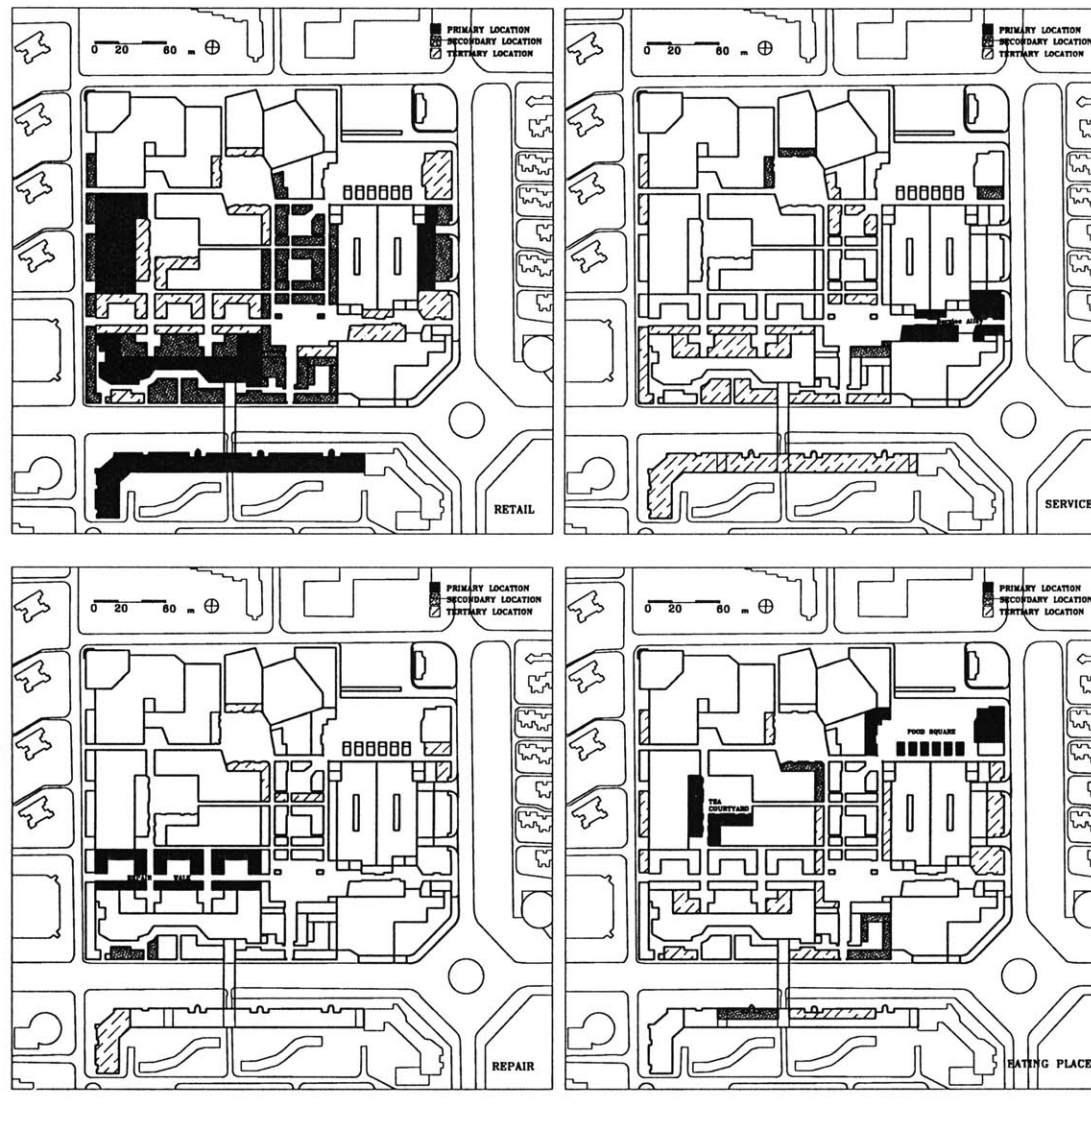 PRIMARY LOCATION
SECONDARY LOCATION
TERTIARY LOCATION
0 20 60 m
RETAIL
PRIMARY LOCATION
SECONDARY LOCATION
TERTIARY LOCATION
0 20 60 m
Service Alley
SERVICE
PRIMARY LOCATION
SECONDARY LOCATION
TERTIARY LOCATION
0 20 60 m
REPAIR WALK
REPAIR
PRIMARY LOCATION
SECONDARY LOCATION
TERTIARY LOCATION
0 20 60 m
FOOD SQUARE
TEA
COURTYARD
EATING PLACE